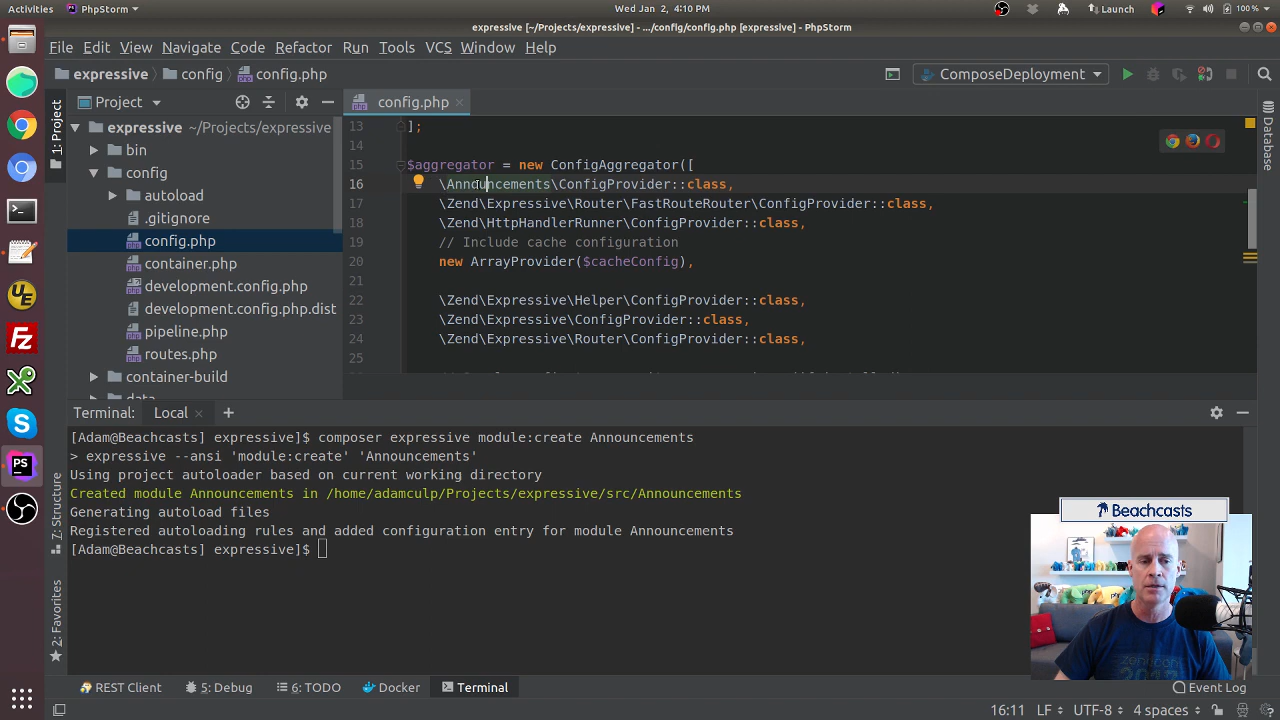 Activities PhpStorm Wed Jan 2, 4:10 PM Launch 100 %
expressive [~/Projects/expressive] - .../config/config.php [expressive] - PhpStorm
File Edit View Navigate Code Refactor Run Tools VCS Window Help
expressive config config.php ComposeDeployment
Project config.php
1: Project
Database
expressive ~/Projects/expressive
bin
config
autoload
.gitignore
config.php
container.php
development.config.php
development.config.php.dist
pipeline.php
routes.php
container-build
13 ];
14
15 $aggregator = new ConfigAggregator([
16 \Announcements\ConfigProvider::class,
17 \Zend\Expressive\Router\FastRouteRouter\ConfigProvider::class,
18 \Zend\HttpHandlerRunner\ConfigProvider::class,
19 // Include cache configuration
20 new ArrayProvider($cacheConfig),
21
22 \Zend\Expressive\Helper\ConfigProvider::class,
23 \Zend\Expressive\ConfigProvider::class,
24 \Zend\Expressive\Router\ConfigProvider::class,
25
Terminal: Local +
[Adam@Beachcasts] expressive]$ composer expressive module:create Announcements
> expressive --ansi 'module:create' 'Announcements'
Using project autoloader based on current working directory
Created module Announcements in /home/adamculp/Projects/expressive/src/Announcements
Generating autoload files
Registered autoloading rules and added configuration entry for module Announcements
[Adam@Beachcasts] expressive]$
7: Structure
2: Favorites
Beachcasts
REST Client 5: Debug 6: TODO Docker Terminal Event Log
16:11 LF UTF-8 4 spaces